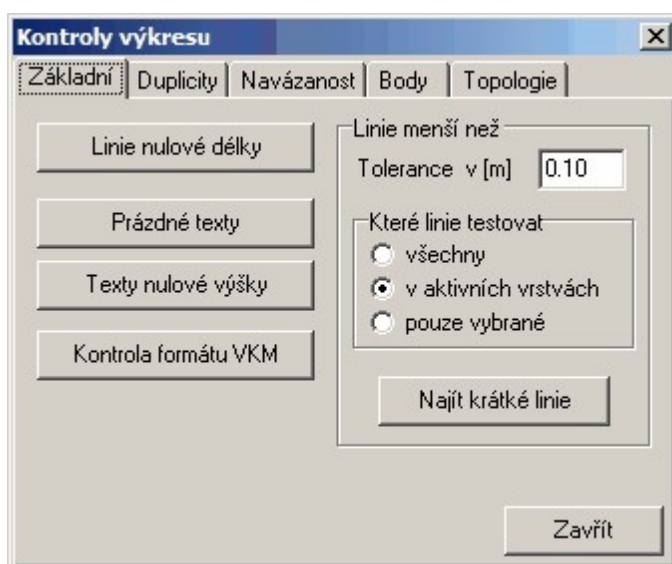 Kontroly výkresu
Základní Duplicity Navázanost Body Topologie
Linie nulové délky
Prázdné texty
Texty nulové výšky
Kontrola formátu VKM
Linie menší než
Tolerance v [m] 0.10
Které linie testovat
všechny
v aktivních vrstvách
pouze vybrané
Najít krátké linie
Zavřít